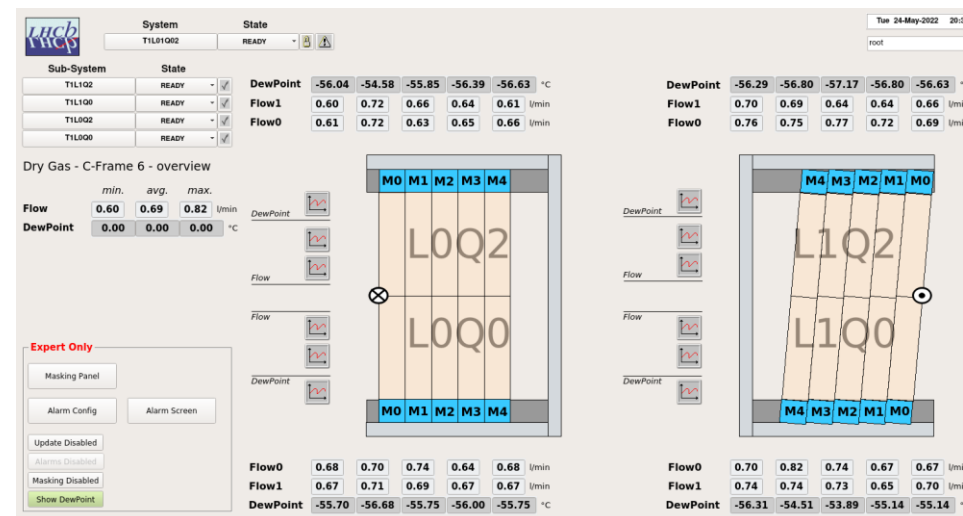 LHCb
ГНСР
System State
T1L01Q02 READY
Tue 24-May-2022
root
Sub-System State
T1L1Q2 READY
T1L1Q0 READY
T1L0Q2 READY
T1L0Q0 READY
DewPoint -56.04 -54.58 -55.85 -56.39 -56.63 °C
Flow1 0.60 0.72 0.66 0.64 0.61 l/min
Flow0 0.61 0.72 0.63 0.65 0.66 l/min
DewPoint -56.29 -56.80 -57.17 -56.80 -56.63
Flow1 0.70 0.69 0.64 0.64 0.66
Flow0 0.76 0.75 0.77 0.72 0.69
Dry Gas - C-Frame 6 - overview
min. avg. max.
Flow 0.60 0.69 0.82 l/min
DewPoint 0.00 0.00 0.00 °C
M0 M1 M2 M3 M4
DewPoint
L0Q2
Flow
Flow
L0Q0
DewPoint
M0 M1 M2 M3 M4
M4 M3 M2 M1 M0
DewPoint
L1Q2
Flow
Flow
L1Q0
DewPoint
M4 M3 M2 M1 M0
Expert Only
Masking Panel
Alarm Config Alarm Screen
Update Disabled
Alarms Disabled
Masking Disabled
Show DewPoint
Flow0 0.68 0.70 0.74 0.64 0.68 l/min
Flow1 0.67 0.71 0.69 0.67 0.67 l/min
DewPoint -55.70 -56.68 -55.75 -56.00 -55.75 °C
Flow0 0.70 0.82 0.74 0.67 0.67
Flow1 0.74 0.74 0.73 0.65 0.70
DewPoint -56.31 -54.51 -53.89 -55.14 -55.14